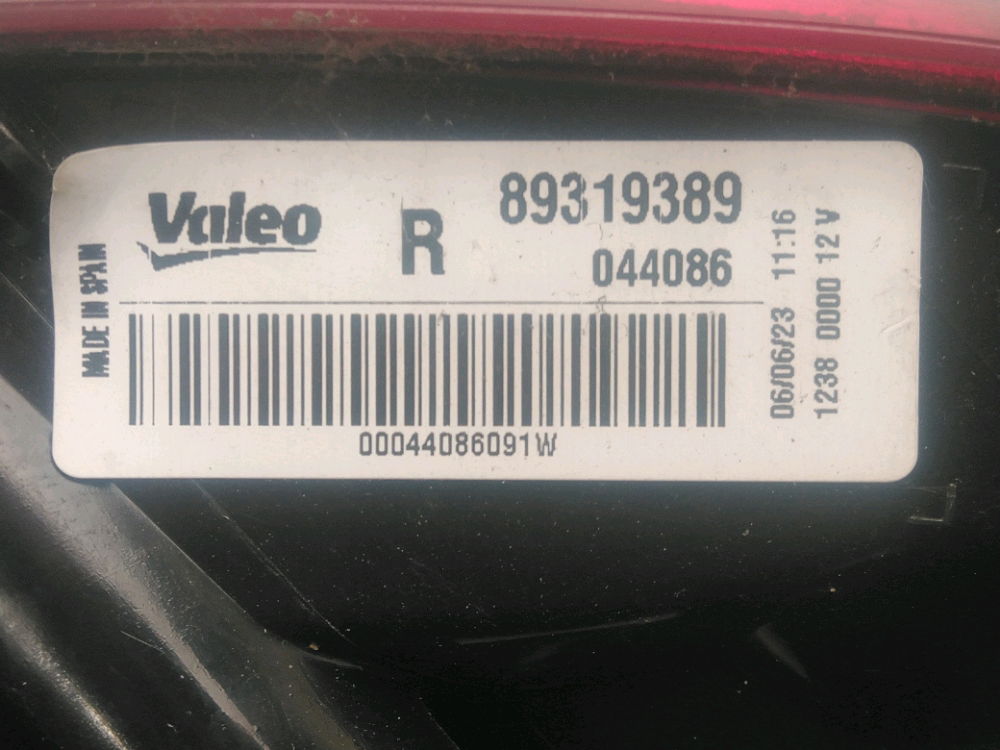 Valeo
R
89319389
044086
MADE IN SPAIN
00044086091W
06/06/23 11:16
1238 0000 12 V